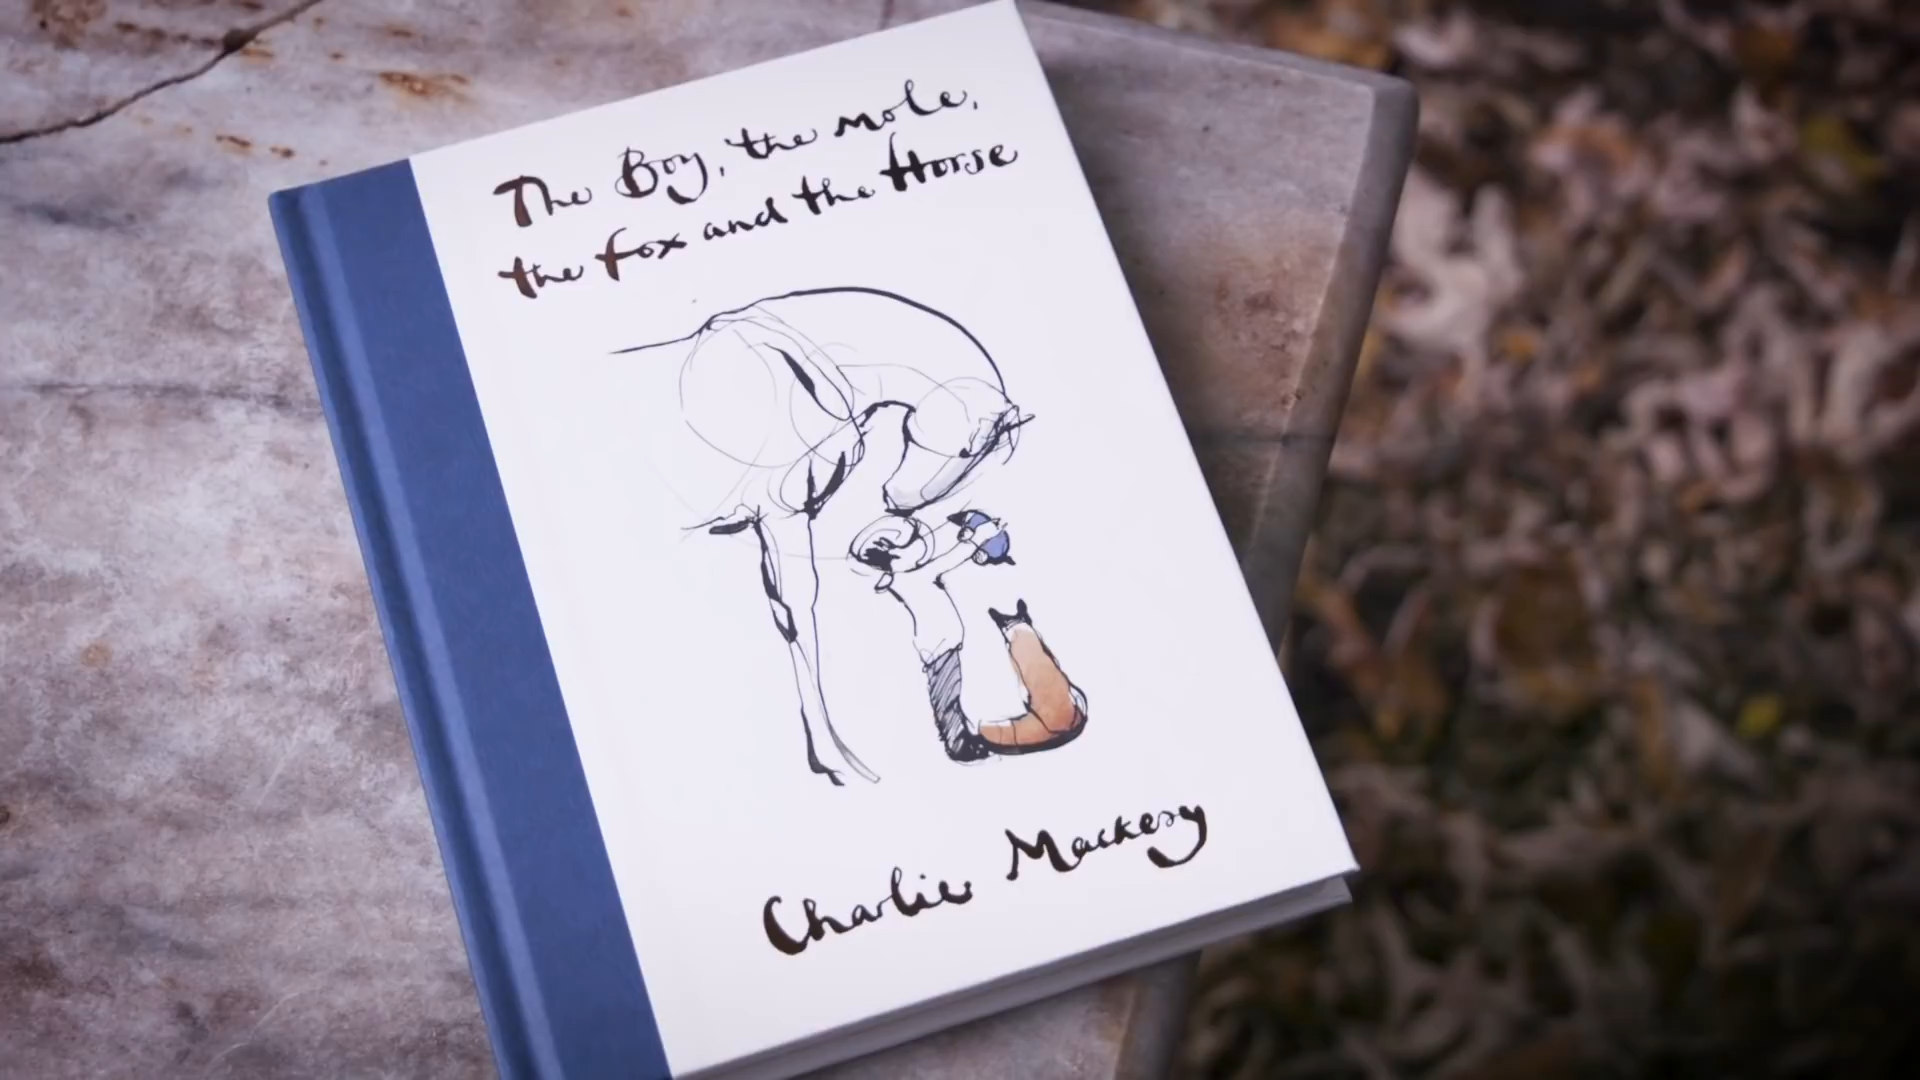 The Boy, the mole,
the fox and the Horse
Charlie Mackesy